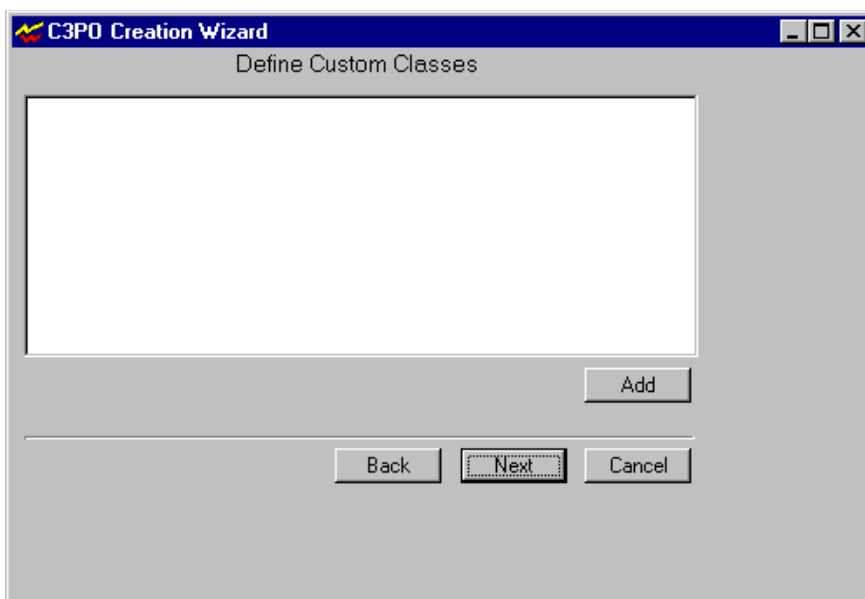 C3PO Creation Wizard
Define Custom Classes
Add
Back Next Cancel